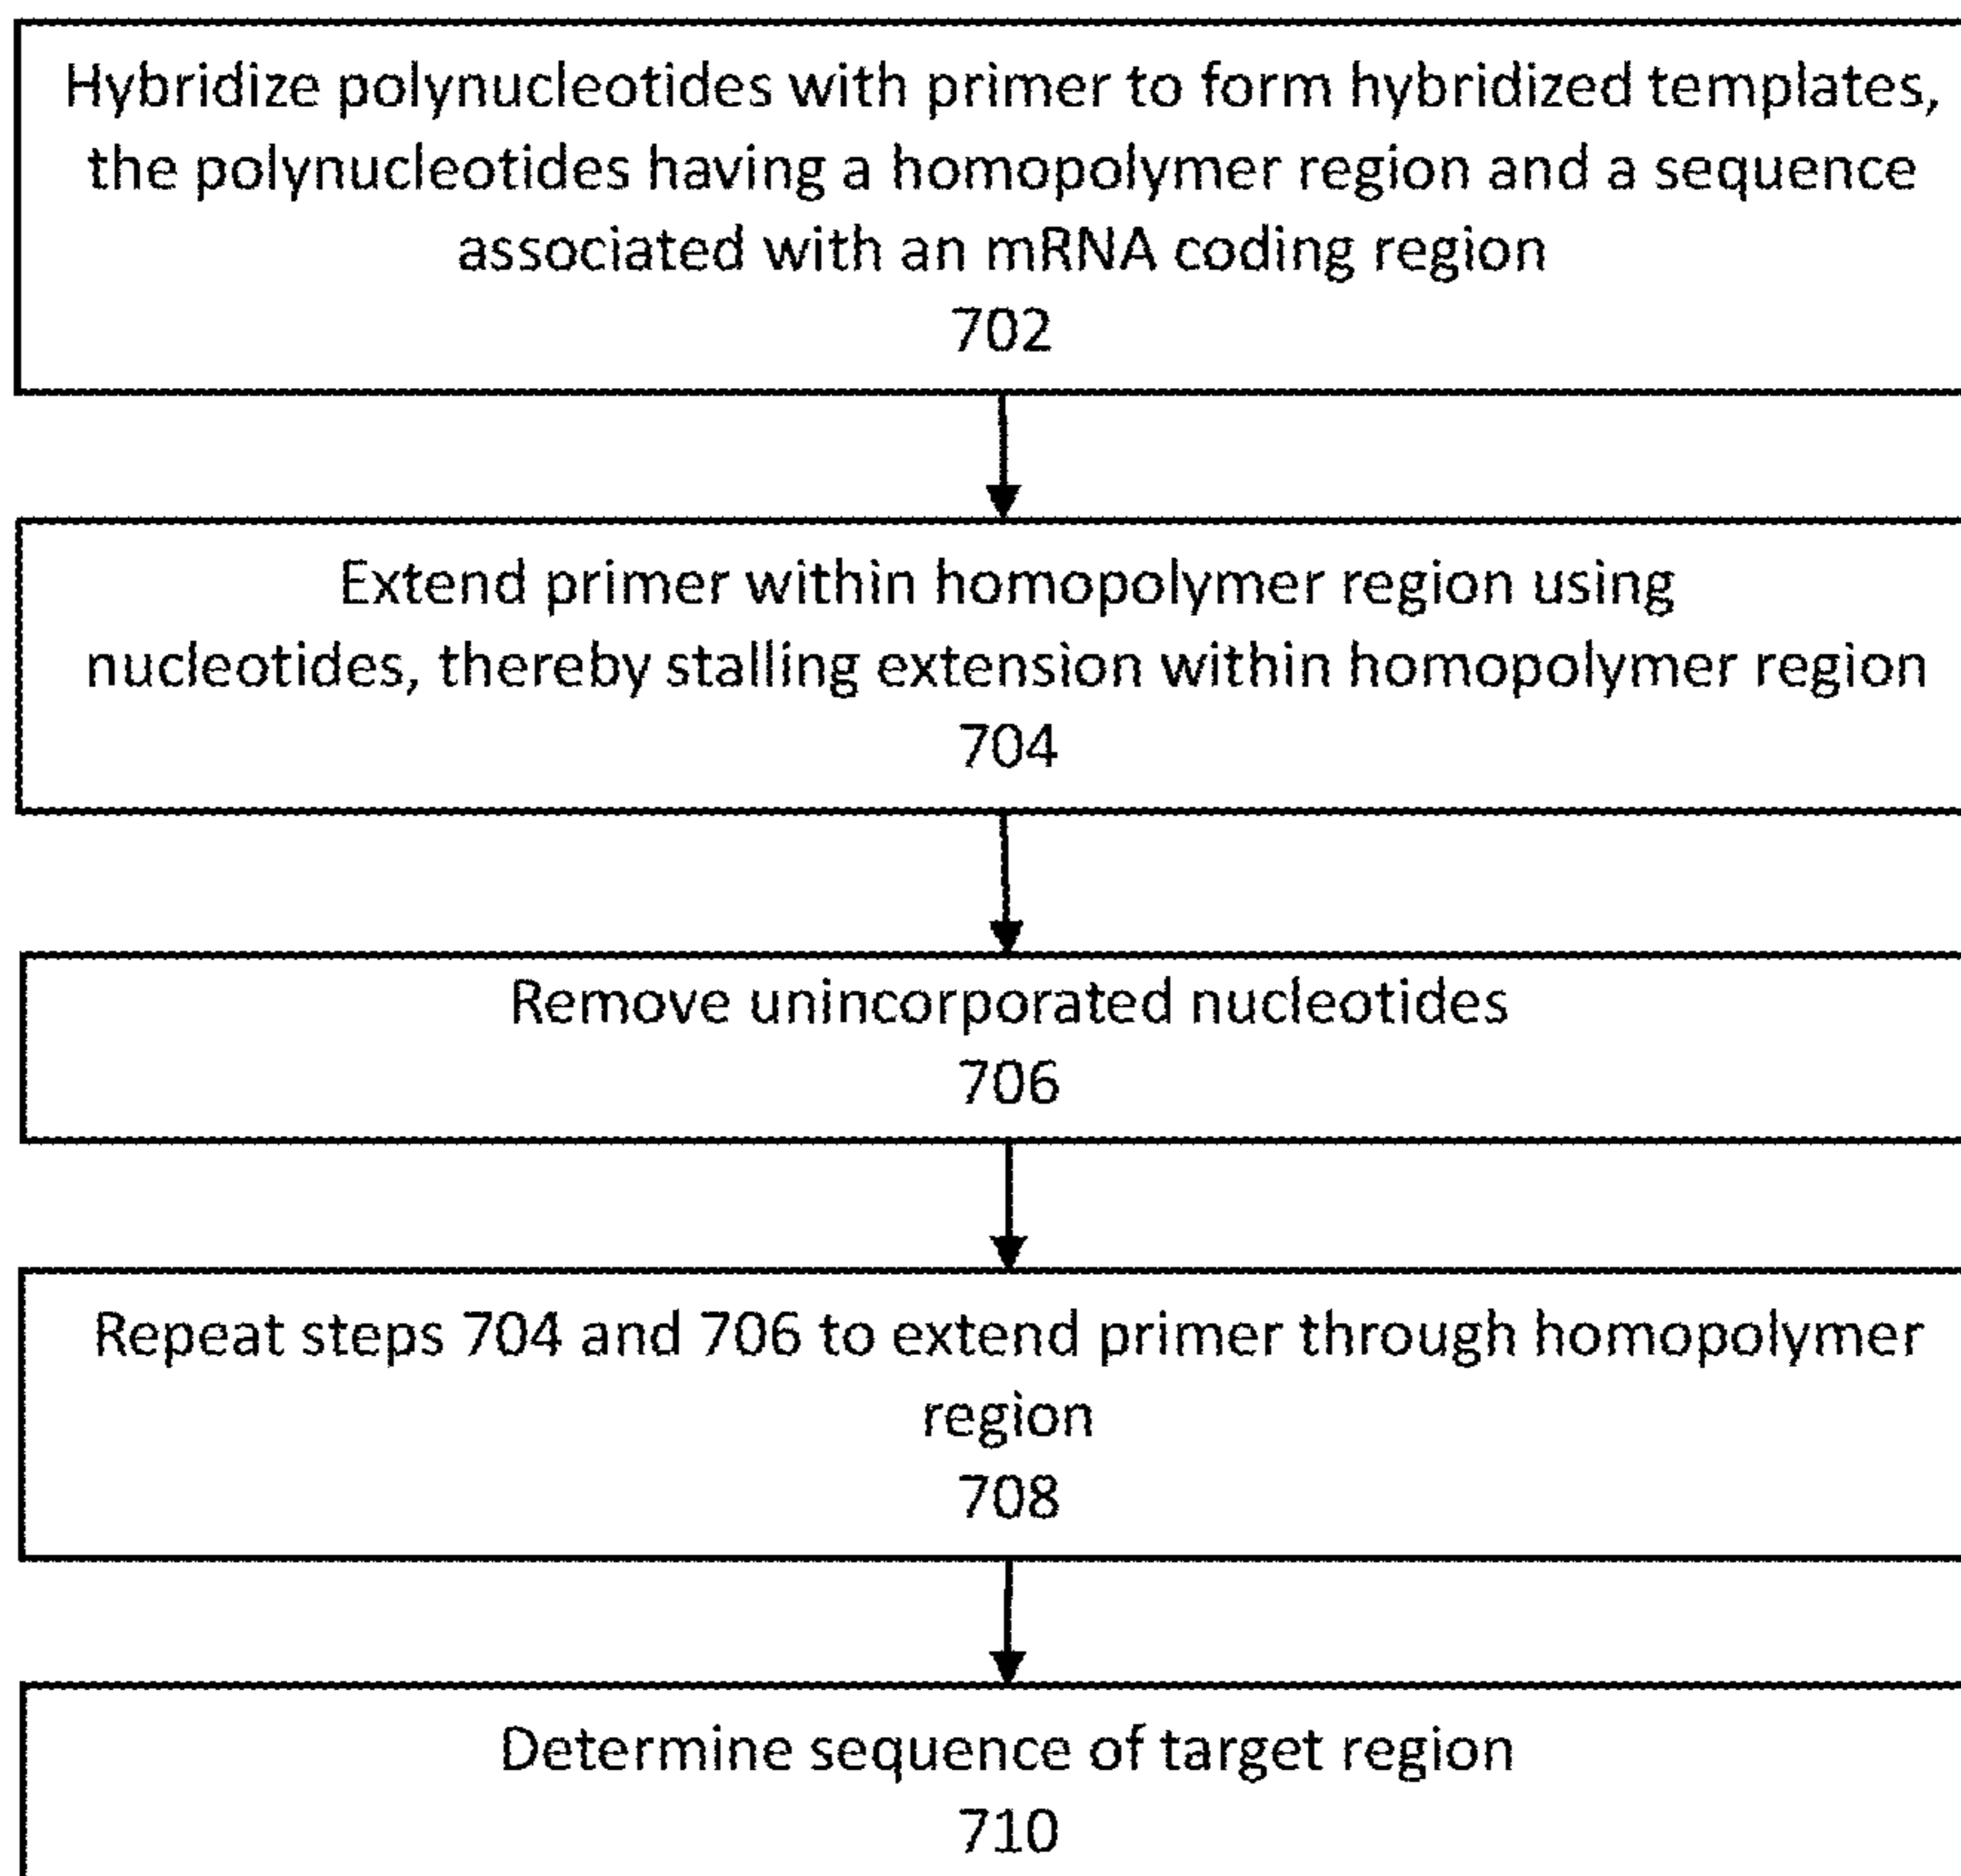 Hybridize polynucleotides with primer to form hybridized templates,
the polynucleotides having a homopolymer region and a sequence
associated with an mRNA coding region
702
Extend primer within homopolymer region using
nucleotides, thereby stalling extension within homopolymer region
704
Remove unincorporated nucleotides
706
Repeat steps 704 and 706 to extend primer through homopolymer
region
708
Determine sequence of target region
710